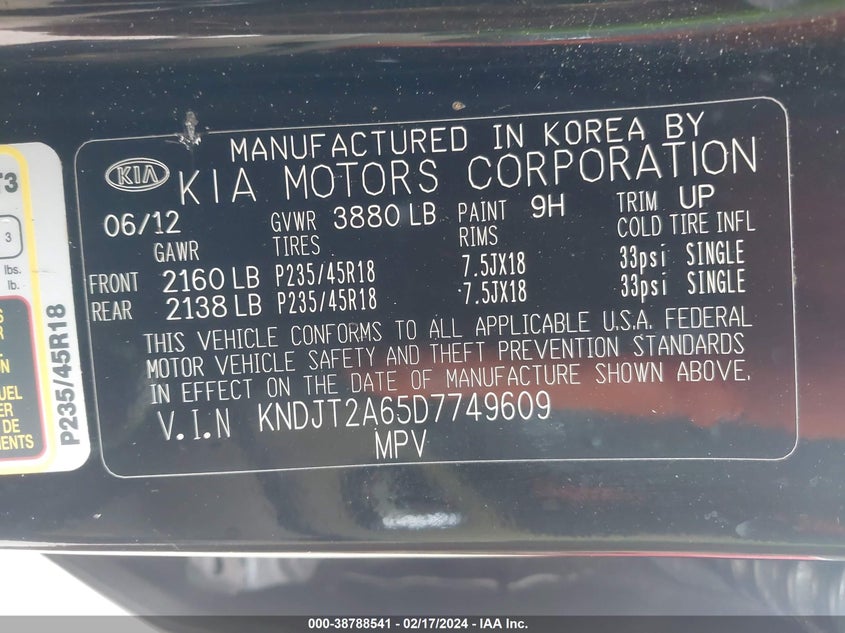 MANUFACTURED IN KOREA BY
KIA KIA MOTORS CORPORATION
06/12 GVWR 3880 LB PAINT 9H TRIM UP
GAWR TIRES RIMS COLD TIRE INFL
FRONT 2160 LB P235/45R18 7.5JX18 33psi SINGLE
REAR 2138 LB P235/45R18 7.5JX18 33psi SINGLE
THIS VEHICLE CONFORMS TO ALL APPLICABLE U.S.A. FEDERAL
MOTOR VEHICLE SAFETY AND THEFT PREVENTION STANDARDS
IN EFFECT ON THE DATE OF MANUFACTURE SHOWN ABOVE.
V.I.N KNDJT2A65D7749609
MPV
3
lbs.
lb.
P235/45R18
000-38788541 - 02/17/2024 - IAA Inc.